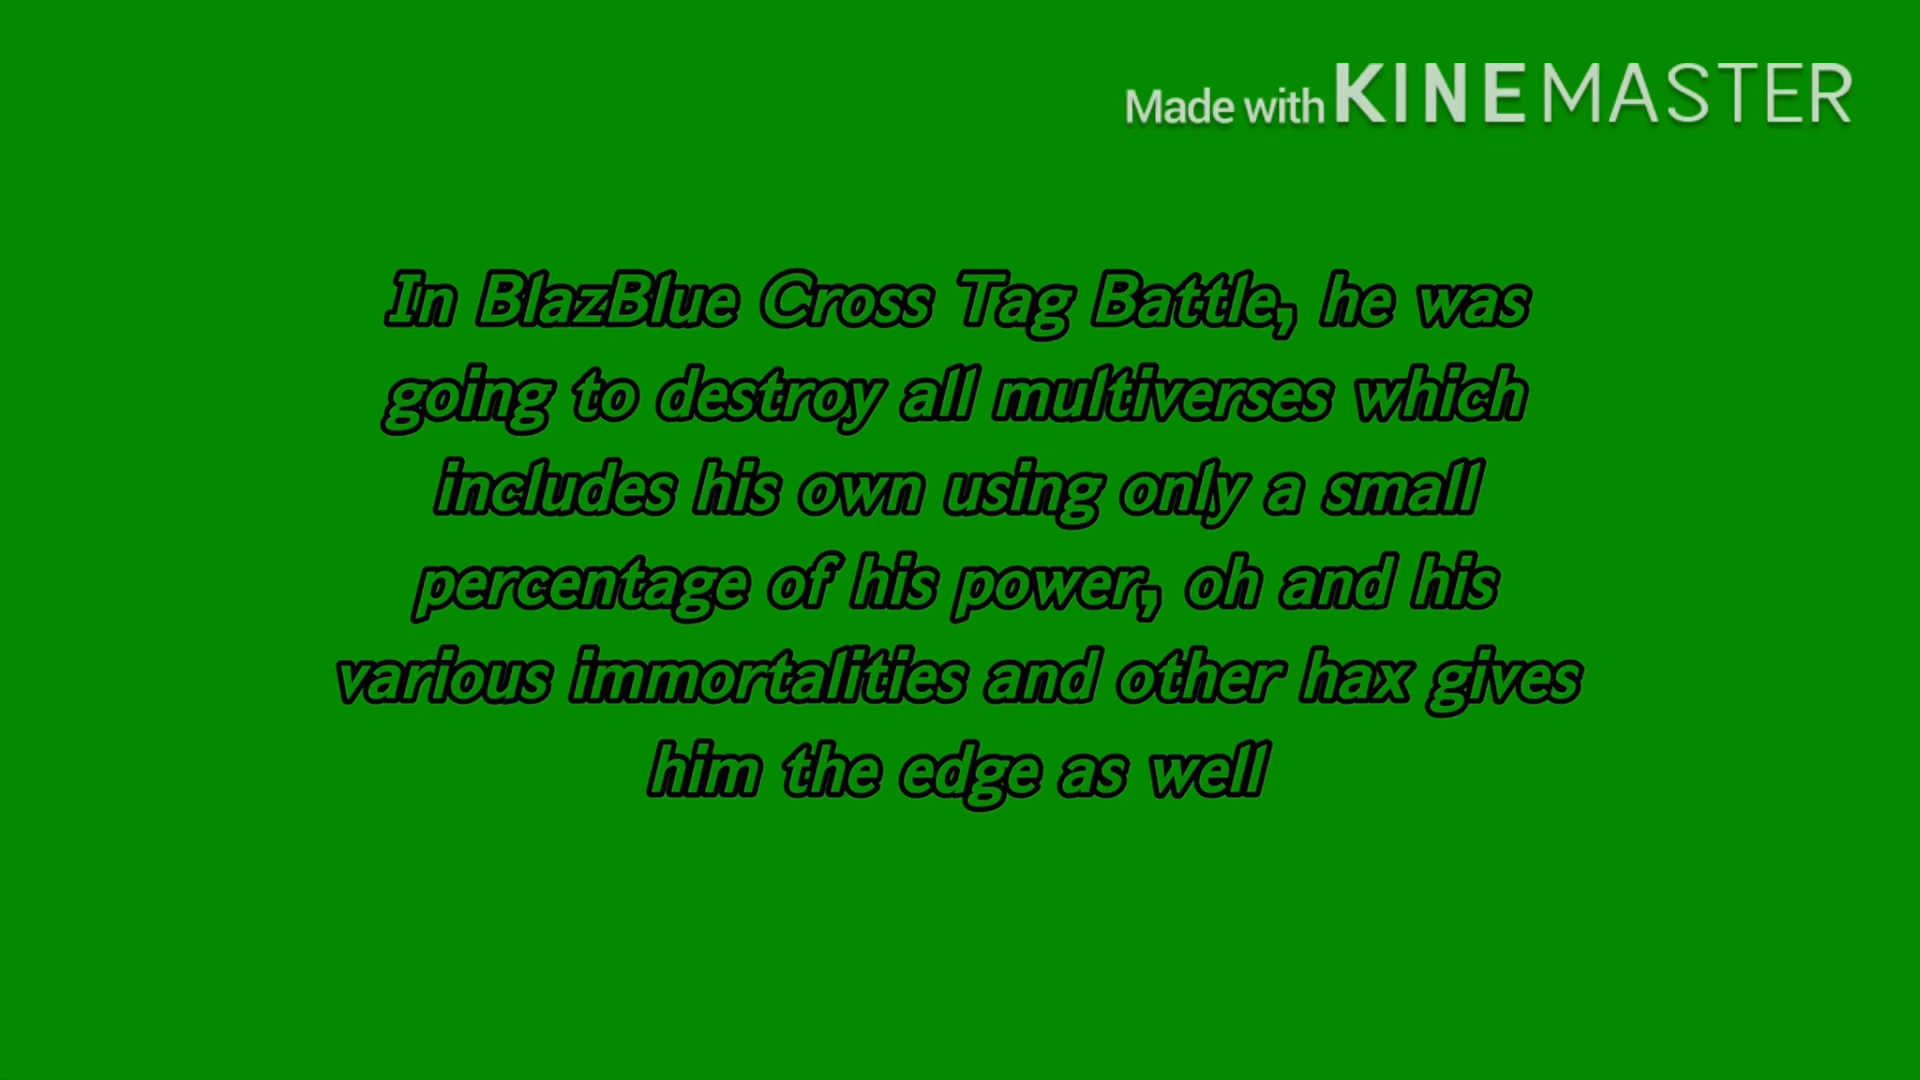 Made with KINEMASTER
In BlazBlue Cross Tag Battle, he was
going to destroy all multiverses which
includes his own using only a small
percentage of his power, oh and his
various immortalities and other hax gives
him the edge as well